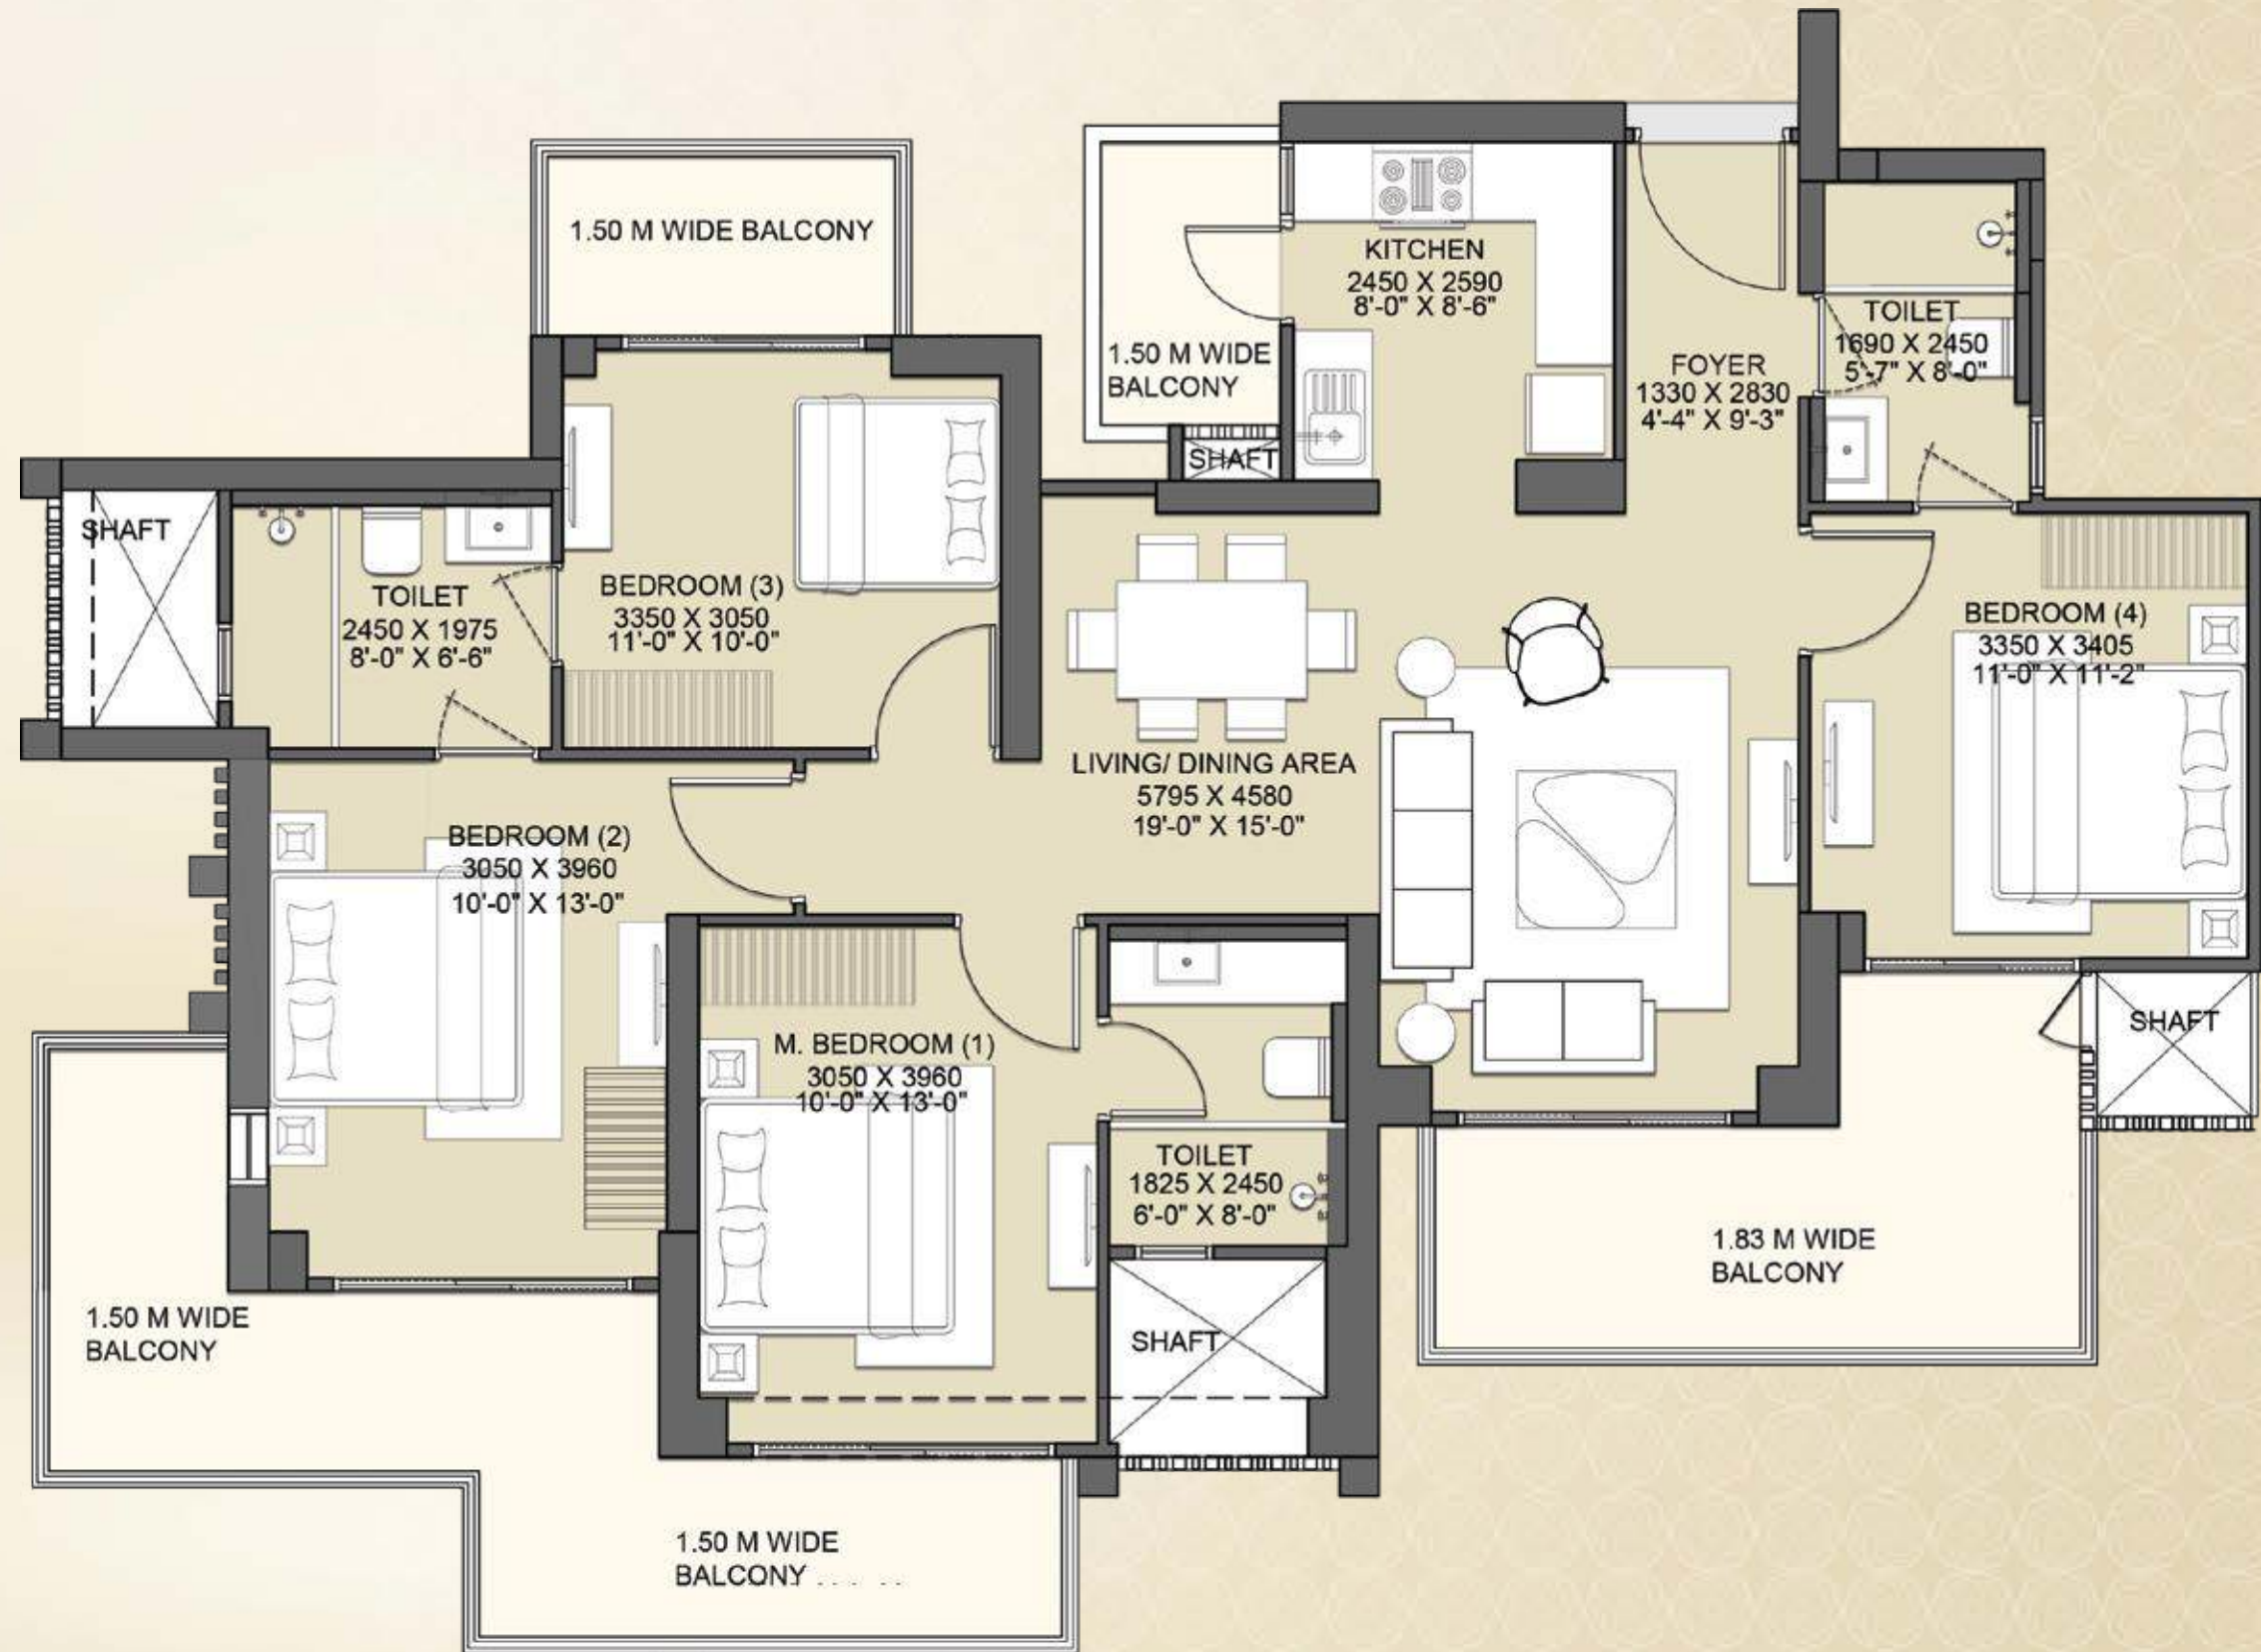 1.50 M WIDE BALCONY
KITCHEN
2450 X 2590
8'-0" X 8'-6"
1.50 M WIDE
BALCONY
SHAFT
FOYER
1330 X 2830
4'-4" X 9'-3"
TOILET
1690 X 2450
5'-7" X 8'-0"
SHAFT
TOILET
2450 X 1975
8'-0" X 6'-6"
BEDROOM (3)
3350 X 3050
11'-0" X 10'-0"
BEDROOM (4)
3350 X 3405
11'-0" X 11'-2"
LIVING/ DINING AREA
5795 X 4580
19'-0" X 15'-0"
BEDROOM (2)
3050 X 3960
10'-0" X 13'-0"
M. BEDROOM (1)
3050 X 3960
10'-0" X 13'-0"
SHAFT
TOILET
1825 X 2450
6'-0" X 8'-0"
1.83 M WIDE
BALCONY
1.50 M WIDE
BALCONY
SHAFT
1.50 M WIDE
BALCONY